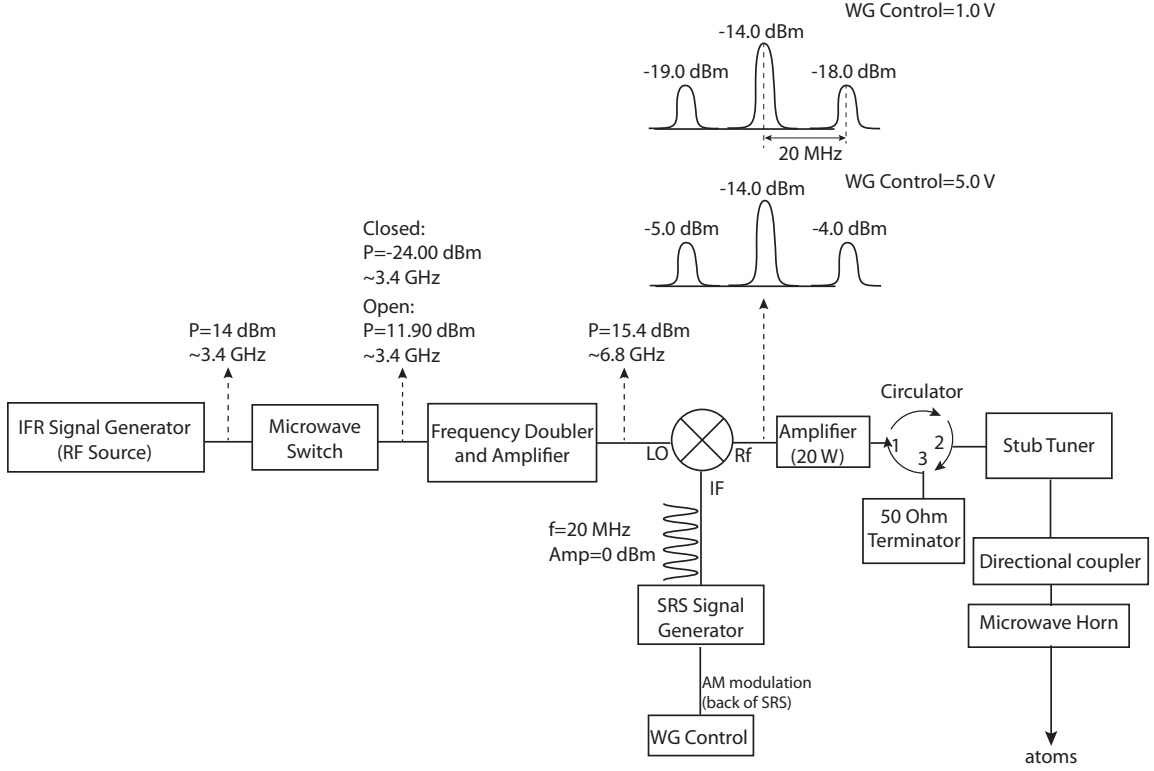 WG Control=1.0 V
-14.0 dBm
-19.0 dBm
-18.0 dBm
20 MHz
WG Control=5.0 V
-14.0 dBm
-5.0 dBm
-4.0 dBm
Closed:
P=-24.00 dBm
~3.4 GHz
Open:
P=11.90 dBm
~3.4 GHz
P=14 dBm
~3.4 GHz
P=15.4 dBm
~6.8 GHz
IFR Signal Generator
(RF Source)
Microwave
Switch
Frequency Doubler
and Amplifier
LO
Rf
IF
Amplifier
(20 W)
Circulator
1
2
3
Stub Tuner
50 Ohm
Terminator
Directional coupler
Microwave Horn
atoms
f=20 MHz
Amp=0 dBm
SRS Signal
Generator
AM modulation
(back of SRS)
WG Control